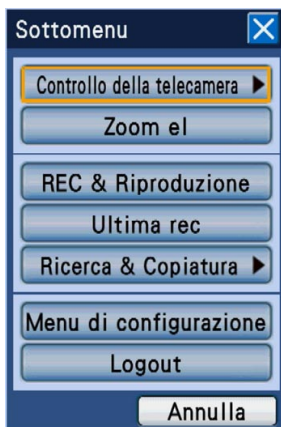 Sottomenu
Controllo della telecamera
Zoom el
REC & Riproduzione
Ultima rec
Ricerca & Copiatura
Menu di configurazione
Logout
Annulla